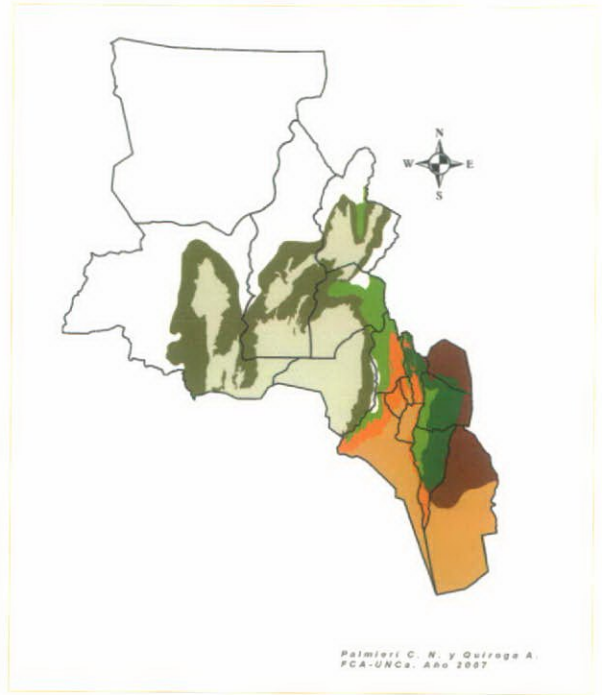 N
W E
S
Palmieri C. N. y Quiroga A.
FCA-UNCa. Año 2007